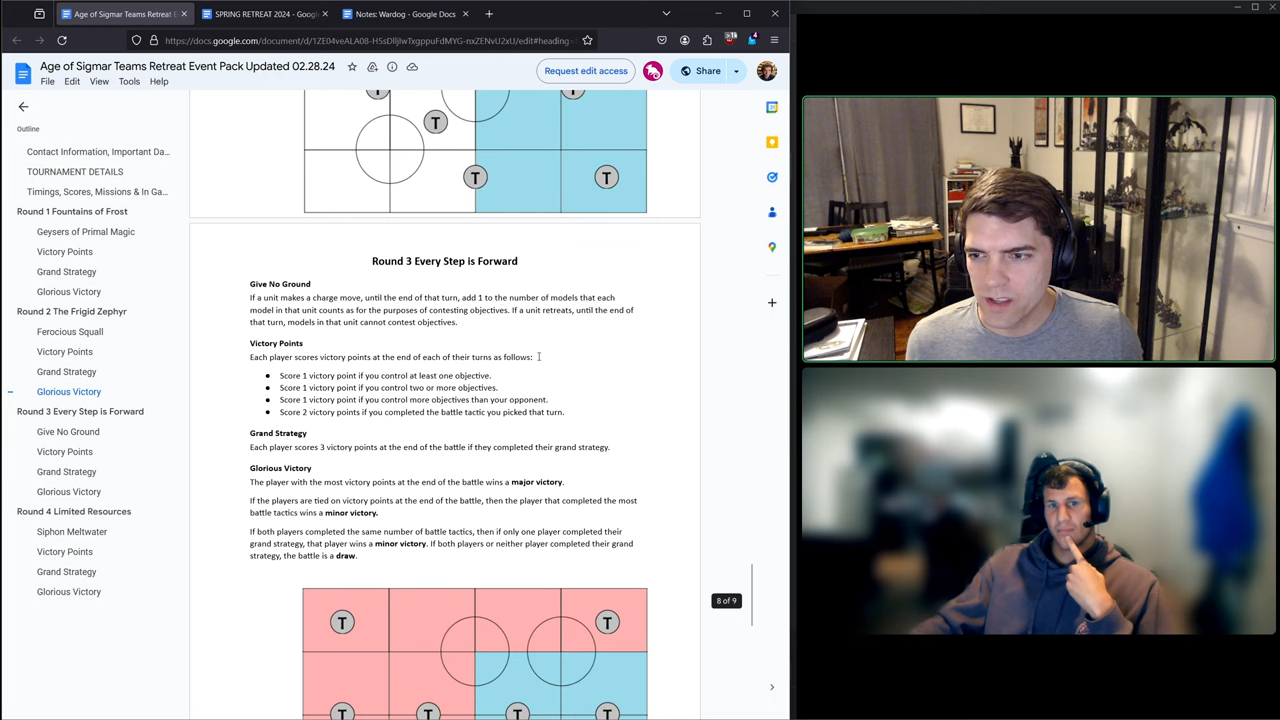 Age of Sigmar Teams Retreat E
SPRING RETREAT 2024 - Google
Notes: Wardog - Google Docs
Age of Sigmar Teams Retreat Event Pack Updated 02.28.24
File Edit View Tools Help
Request edit access
Share
Outline
Contact Information, Important Da...
TOURNAMENT DETAILS
Timings, Scores, Missions & In Ga...
Round 1 Fountains of Frost
Geysers of Primal Magic
Victory Points
Grand Strategy
Glorious Victory
Round 2 The Frigid Zephyr
Ferocious Squall
Victory Points
Grand Strategy
Glorious Victory
Round 3 Every Step is Forward
Give No Ground
Victory Points
Grand Strategy
Glorious Victory
Round 4 Limited Resources
Siphon Meltwater
Victory Points
Grand Strategy
Glorious Victory
T T
T
T T
Round 3 Every Step is Forward
Give No Ground
If a unit makes a charge move, until the end of that turn, add 1 to the number of models that each
model in that unit counts as for the purposes of contesting objectives. If a unit retreats, until the end of
that turn, models in that unit cannot contest objectives.
Victory Points
Each player scores victory points at the end of each of their turns as follows:
● Score 1 victory point if you control at least one objective.
● Score 1 victory point if you control two or more objectives.
● Score 1 victory point if you control more objectives than your opponent.
● Score 2 victory points if you completed the battle tactic you picked that turn.
Grand Strategy
Each player scores 3 victory points at the end of the battle if they completed their grand strategy.
Glorious Victory
The player with the most victory points at the end of the battle wins a major victory.
If the players are tied on victory points at the end of the battle, then the player that completed the most
battle tactics wins a minor victory.
If both players completed the same number of battle tactics, then if only one player completed their
grand strategy, that player wins a minor victory. If both players or neither player completed their grand
strategy, the battle is a draw.
8 of 9
T T
T T T T